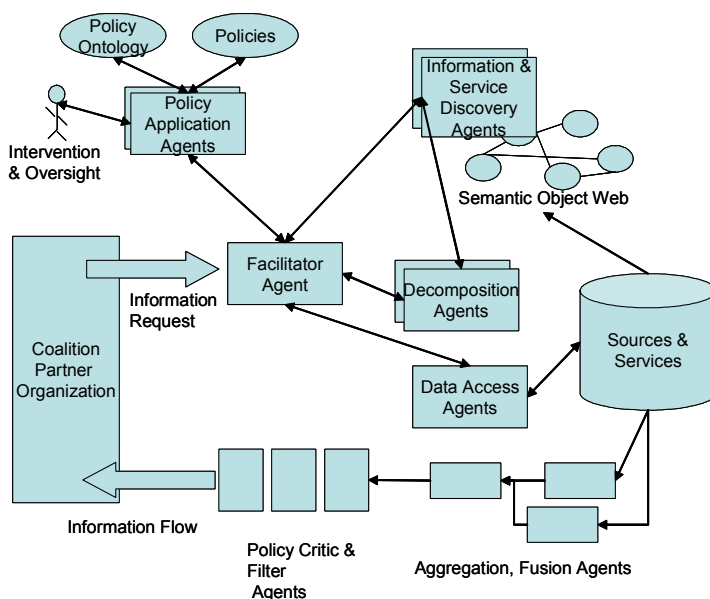 Policy
Ontology
Policies
Policy
Application
Agents
Information &
Service
Discovery
Agents
Intervention
& Oversight
Semantic Object Web
Facilitator
Agent
Information
Request
Decomposition
Agents
Coalition
Partner
Organization
Sources &
Services
Data Access
Agents
Information Flow
Policy Critic &
Filter
Agents
Aggregation, Fusion Agents